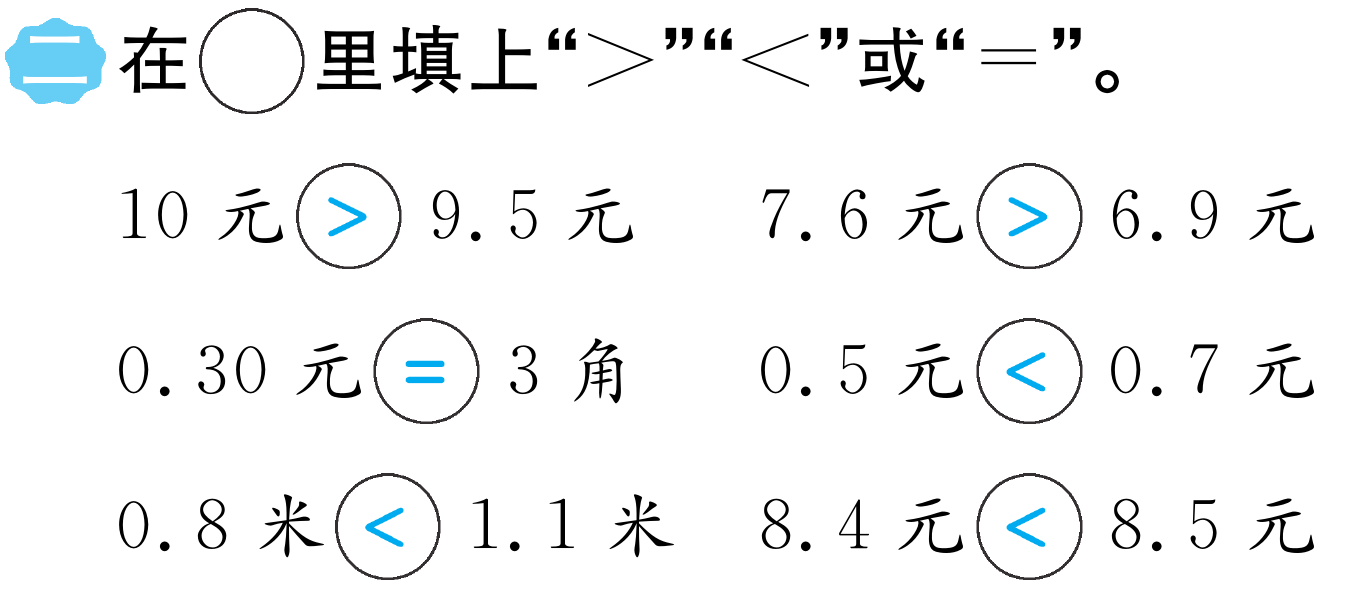 二 在○里填上“>”“<”或“=”。
10 元 > 9.5 元 7.6 元 > 6.9 元
0.30 元 = 3 角 0.5 元 < 0.7 元
0.8 米 < 1.1 米 8.4 元 < 8.5 元